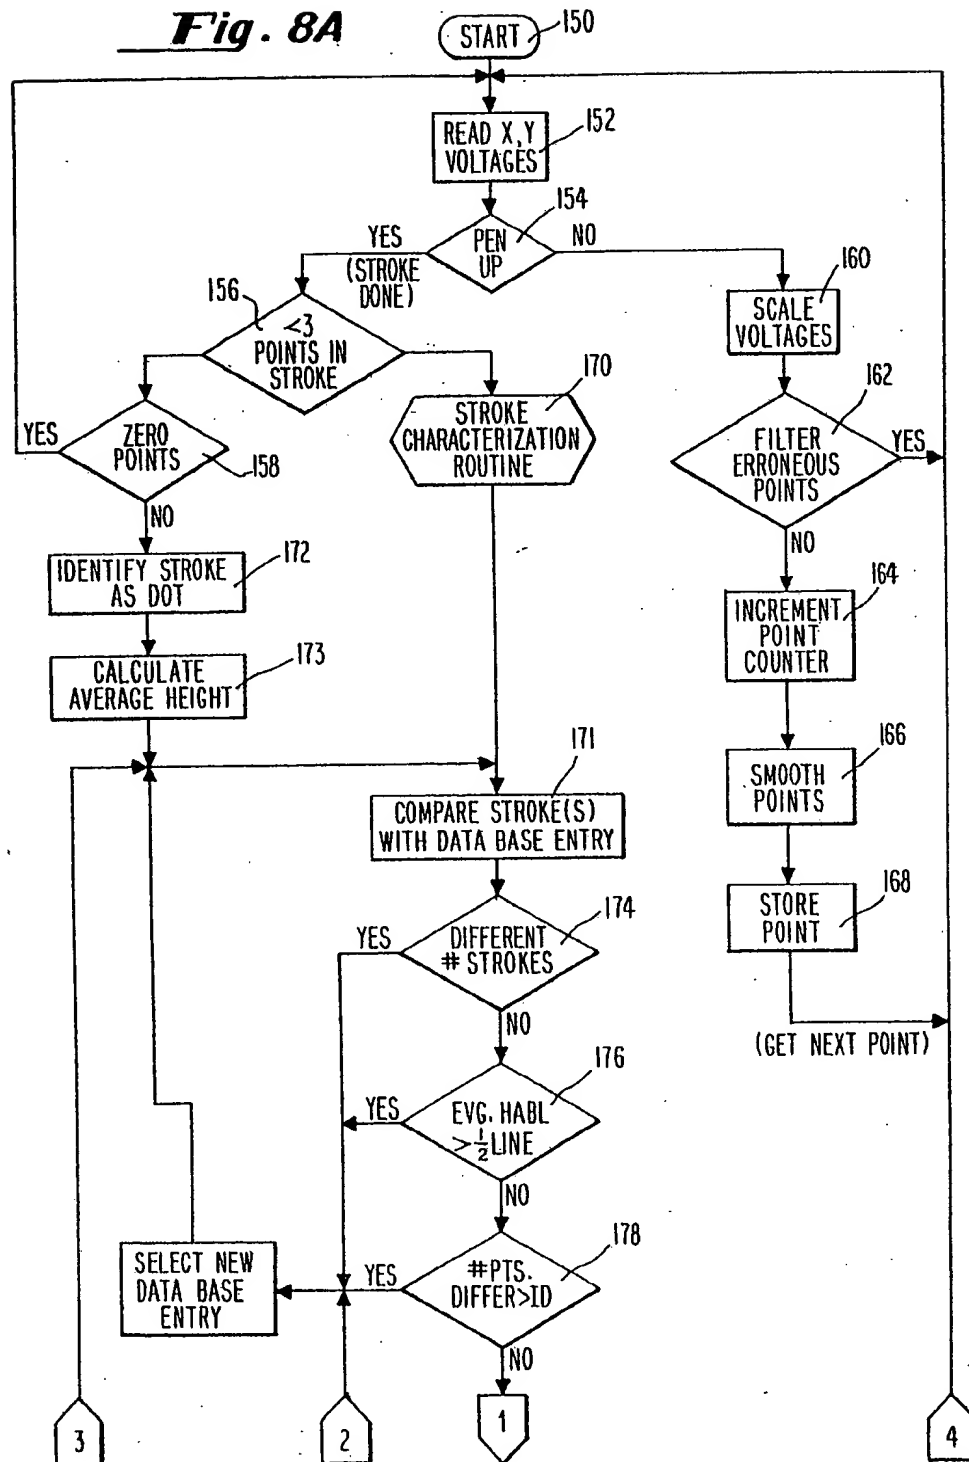 Fig. 8A
START
150
READ X,Y
VOLTAGES
152
154
PEN
UP
YES
(STROKE
DONE)
NO
156
<3
POINTS IN
STROKE
160
SCALE
VOLTAGES
170
STROKE
CHARACTERIZATION
ROUTINE
162
FILTER
ERRONEOUS
POINTS
YES
NO
YES
ZERO
POINTS
158
NO
172
IDENTIFY STROKE
AS DOT
164
INCREMENT
POINT
COUNTER
173
CALCULATE
AVERAGE HEIGHT
166
SMOOTH
POINTS
171
COMPARE STROKE(S)
WITH DATA BASE ENTRY
168
STORE
POINT
(GET NEXT POINT)
174
YES
DIFFERENT
# STROKES
NO
176
YES
EVG. HABL
>½ LINE
NO
178
YES
#PTS.
DIFFER>ID
NO
SELECT NEW
DATA BASE
ENTRY
3
2
1
4